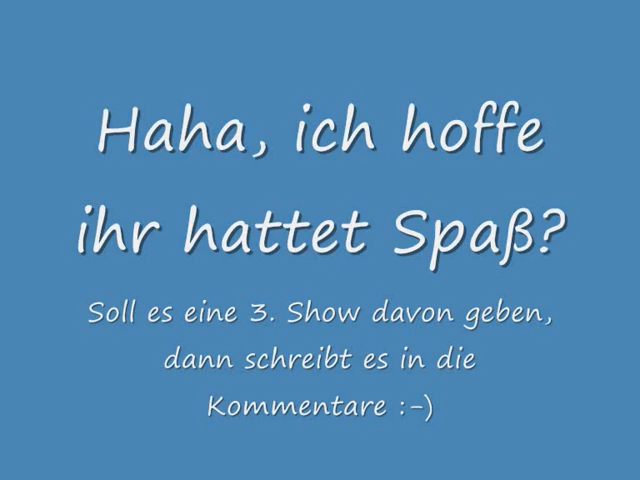 Haha, ich hoffe
ihr hattet Spaß?
Soll es eine 3. Show davon geben,
dann schreibt es in die
Kommentare :-)